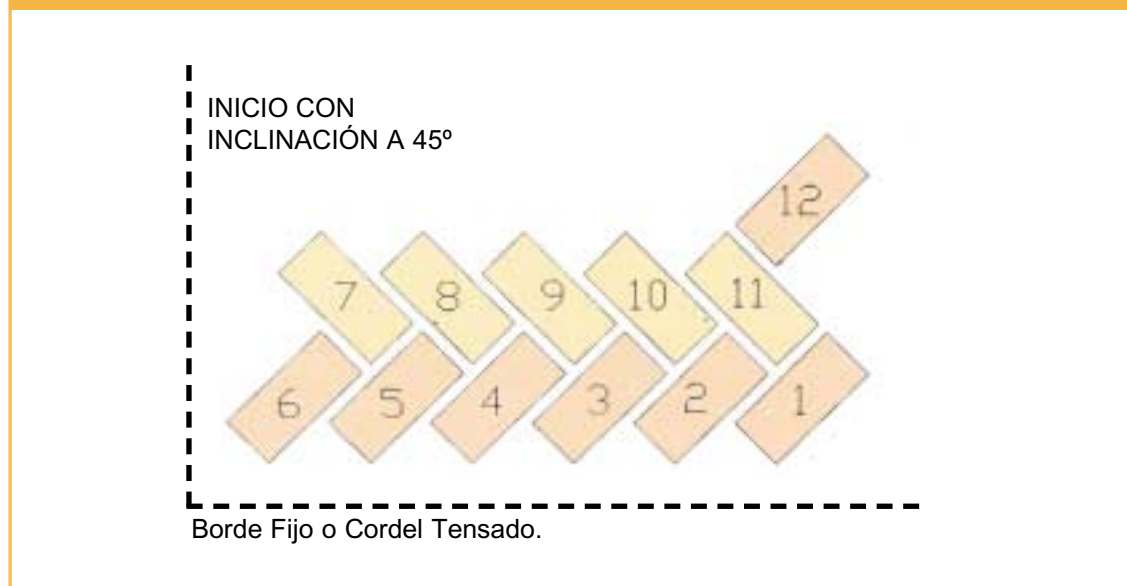 INICIO CON
INCLINACIÓN A 45º
12
7 8 9 10 11
6 5 4 3 2 1
Borde Fijo o Cordel Tensado.